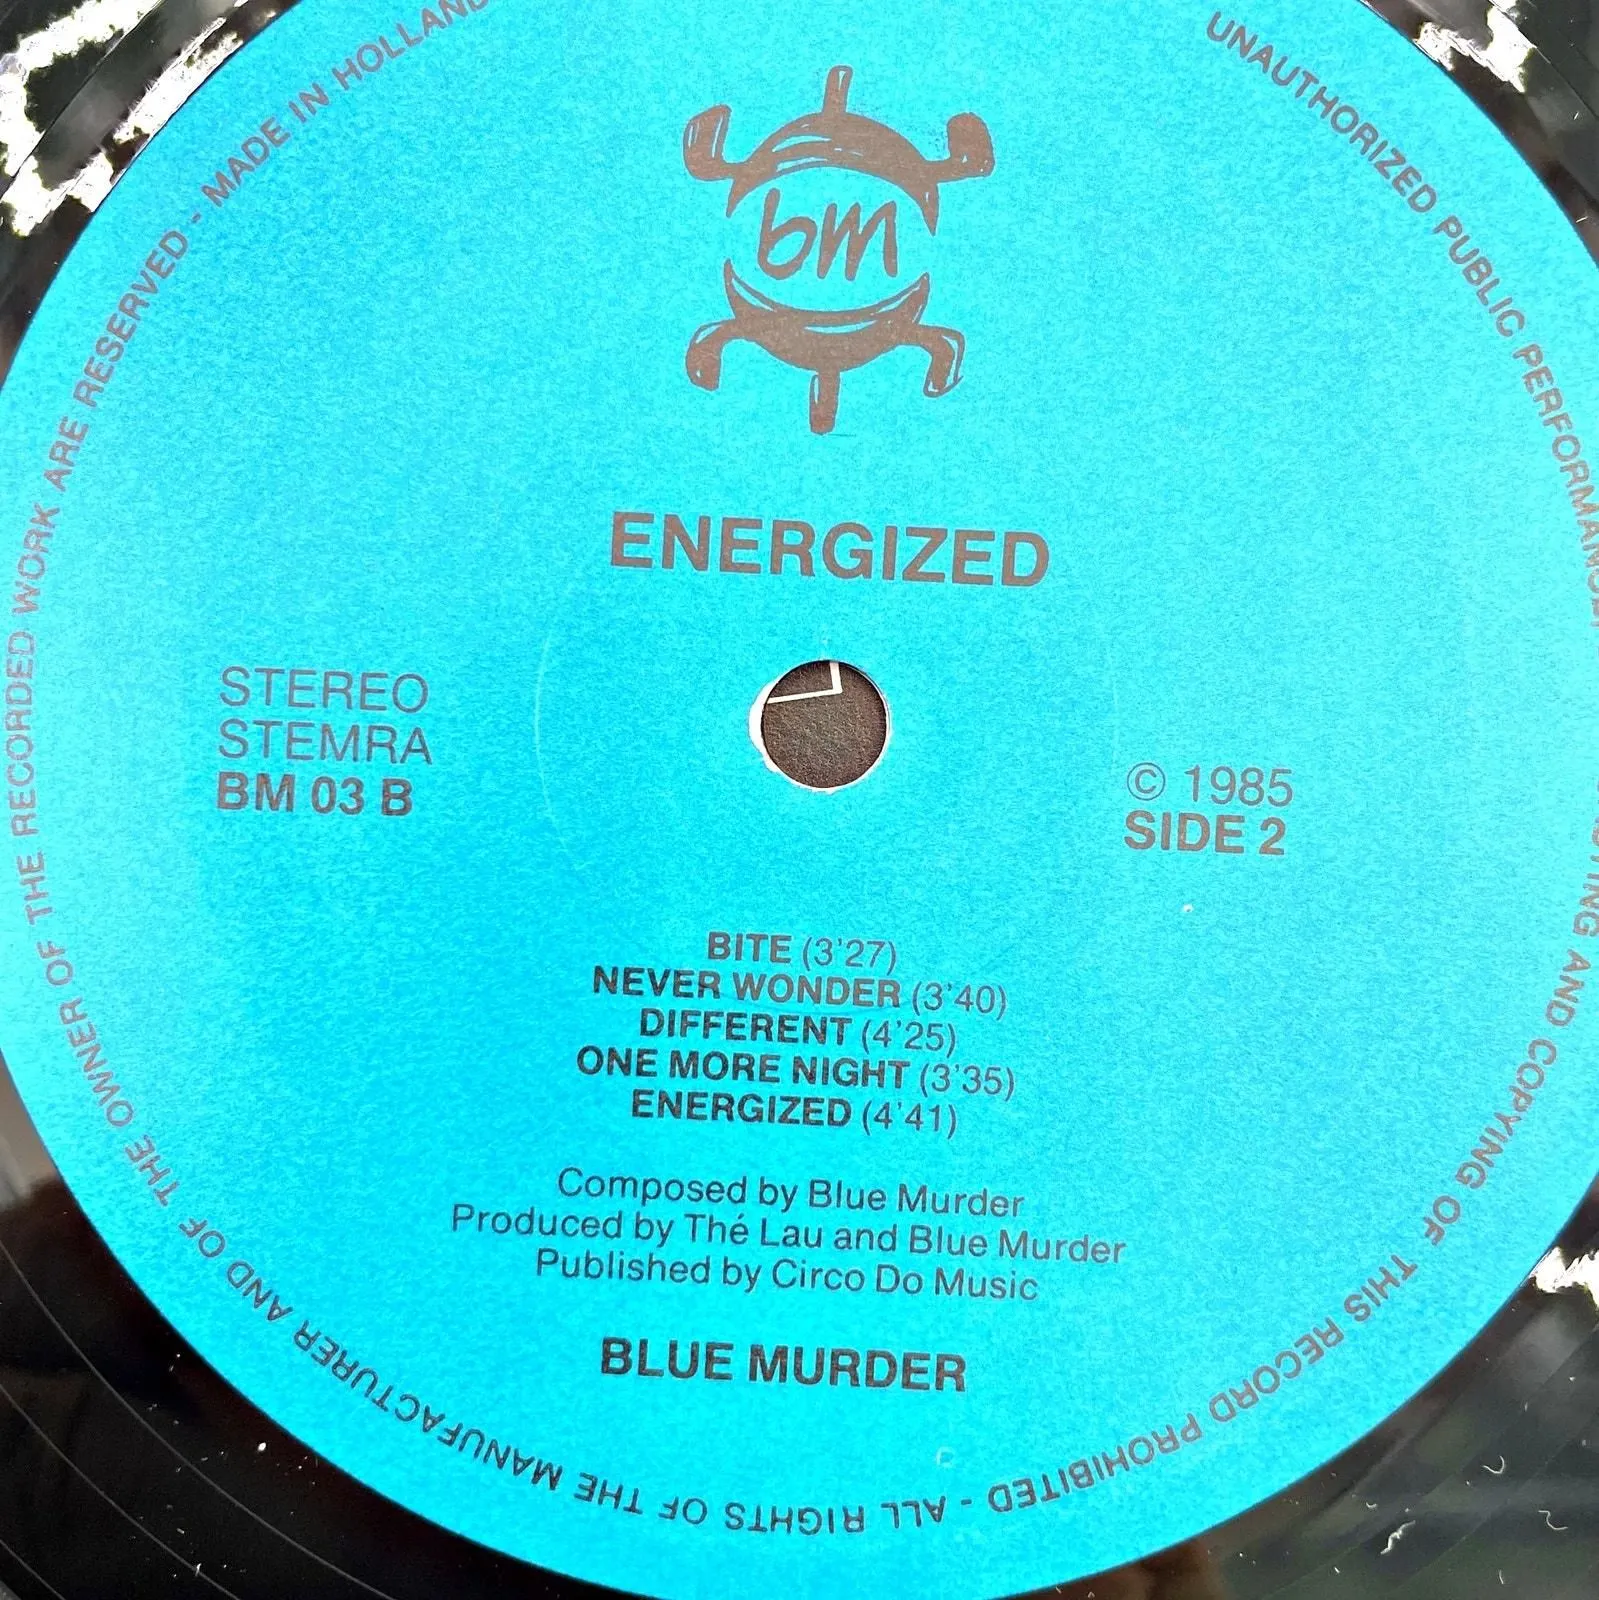 bm
ENERGIZED
STEREO
STEMRA
BM 03 B
© 1985
SIDE 2
BITE (3'27)
NEVER WONDER (3'40)
DIFFERENT (4'25)
ONE MORE NIGHT (3'35)
ENERGIZED (4'41)
Composed by Blue Murder
Produced by Thé Lau and Blue Murder
Published by Circo Do Music
BLUE MURDER
UNAUTHORIZED PUBLIC PERFORMANCE,
AND COPYING OF THIS RECORD PROHIBITED - ALL RIGHTS OF THE MANUFACTURER AND OF THE OWNER OF THE RECORDED WORK ARE RESERVED - MADE IN HOLLAND